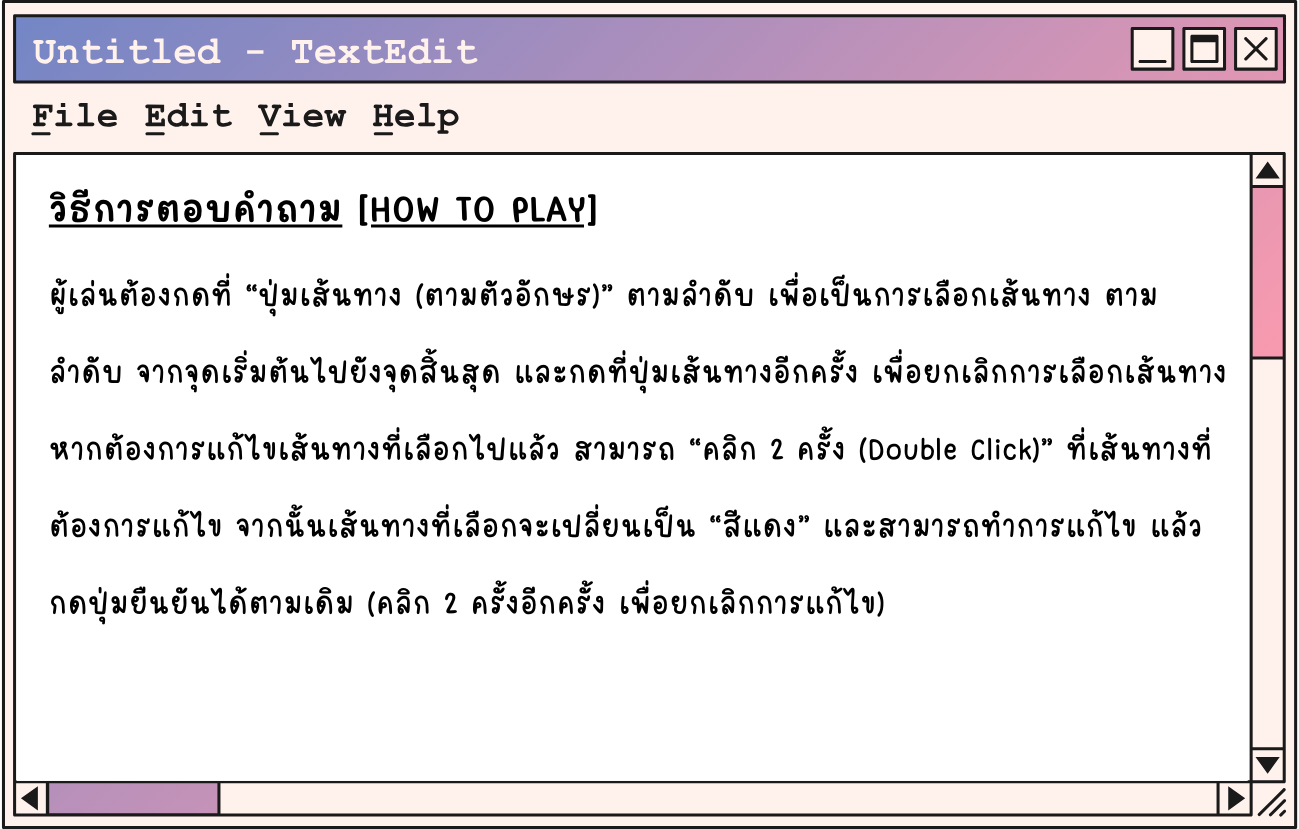 Untitled - TextEdit
File Edit View Help
วิธีการตอบคำถาม [HOW TO PLAY]
ผู้เล่นต้องกดที่ “ปุ่มเส้นทาง (ตามตัวอักษร)” ตามลำดับ เพื่อเป็นการเลือกเส้นทาง ตาม
ลำดับ จากจุดเริ่มต้นไปยังจุดสิ้นสุด และกดที่ปุ่มเส้นทางอีกครั้ง เพื่อยกเลิกการเลือกเส้นทาง
หากต้องการแก้ไขเส้นทางที่เลือกไปแล้ว สามารถ “คลิก 2 ครั้ง (Double Click)” ที่เส้นทางที่
ต้องการแก้ไข จากนั้นเส้นทางที่เลือกจะเปลี่ยนเป็น “สีแดง” และสามารถทำการแก้ไข แล้ว
กดปุ่มยืนยันได้ตามเดิม (คลิก 2 ครั้งอีกครั้ง เพื่อยกเลิกการแก้ไข)